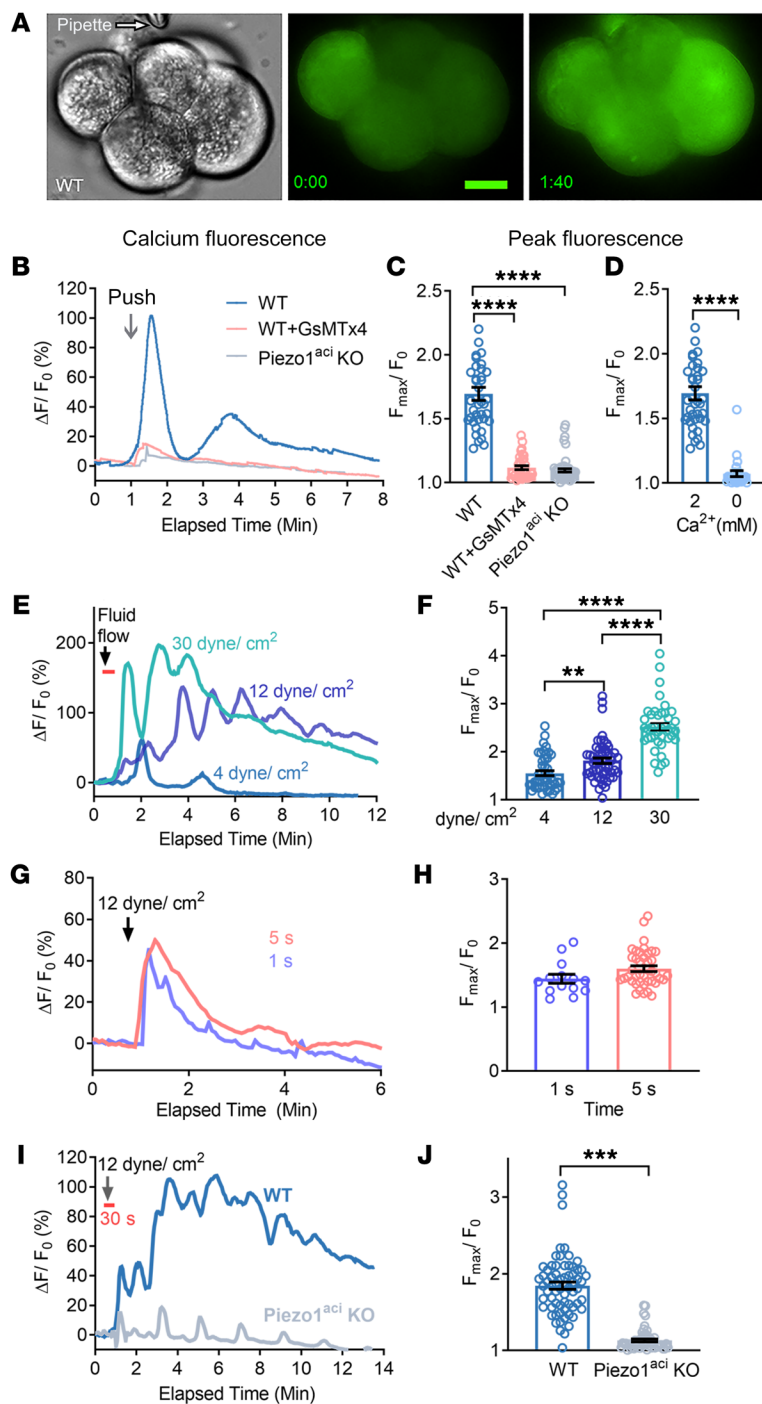 A
Pipette
WT
0:00
1:40
Calcium fluorescence
Peak fluorescence
B
ΔF/ F0 (%)
120
100
80
60
40
20
0
Push
WT
WT+GsMTx4
Piezo1aci KO
0 1 2 3 4 5 6 7 8
Elapsed Time (Min)
C
Fmax/ F0
2.5
2.0
1.5
1.0
****
****
WT
WT+GsMTx4
Piezo1aci KO
D
Fmax/ F0
2.5
2.0
1.5
1.0
****
2 0
Ca2+(mM)
E
ΔF/ F0 (%)
200
100
0
Fluid
flow
30 dyne/ cm2
12 dyne/ cm2
4 dyne/ cm2
0 2 4 6 8 10 12
Elapsed Time (Min)
F
Fmax/ F0
5
4
3
2
1
****
****
**
dyne/ cm2
4 12 30
G
ΔF/ F0 (%)
80
60
40
20
0
12 dyne/ cm2
5 s
1 s
0 2 4 6
Elapsed Time (Min)
H
Fmax/ F0
3
2
1
1 s 5 s
Time
I
ΔF/ F0 (%)
120
100
80
60
40
20
0
12 dyne/ cm2
30 s
WT
Piezo1aci KO
0 2 4 6 8 10 12 14
Elapsed Time (Min)
J
Fmax/ F0
3
2
1
***
WT Piezo1aci KO